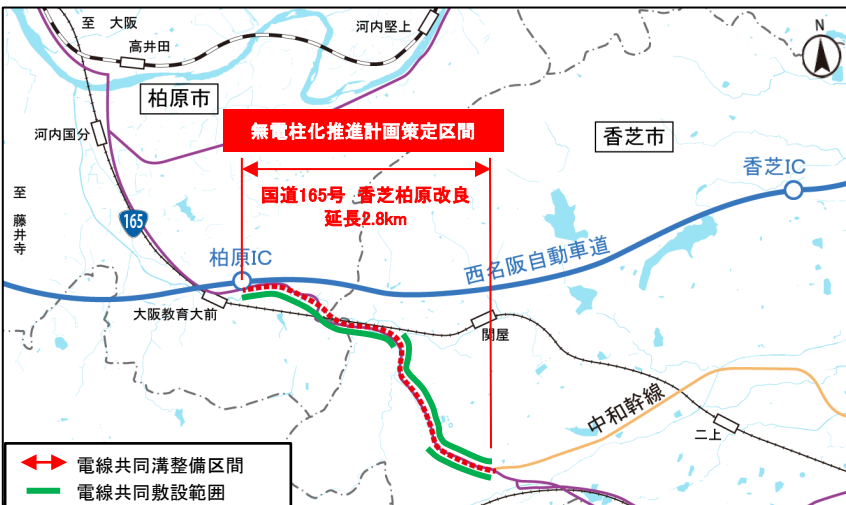 至 大阪
高井田
河内堅上
N
柏原市
河内国分
無電柱化推進計画策定区間
香芝市
香芝IC
至 藤井寺
165
国道165号 香芝柏原改良
延長2.8km
柏原IC
西名阪自動車道
大阪教育大前
関屋
中和幹線
二上
電線共同溝整備区間
電線共同敷設範囲